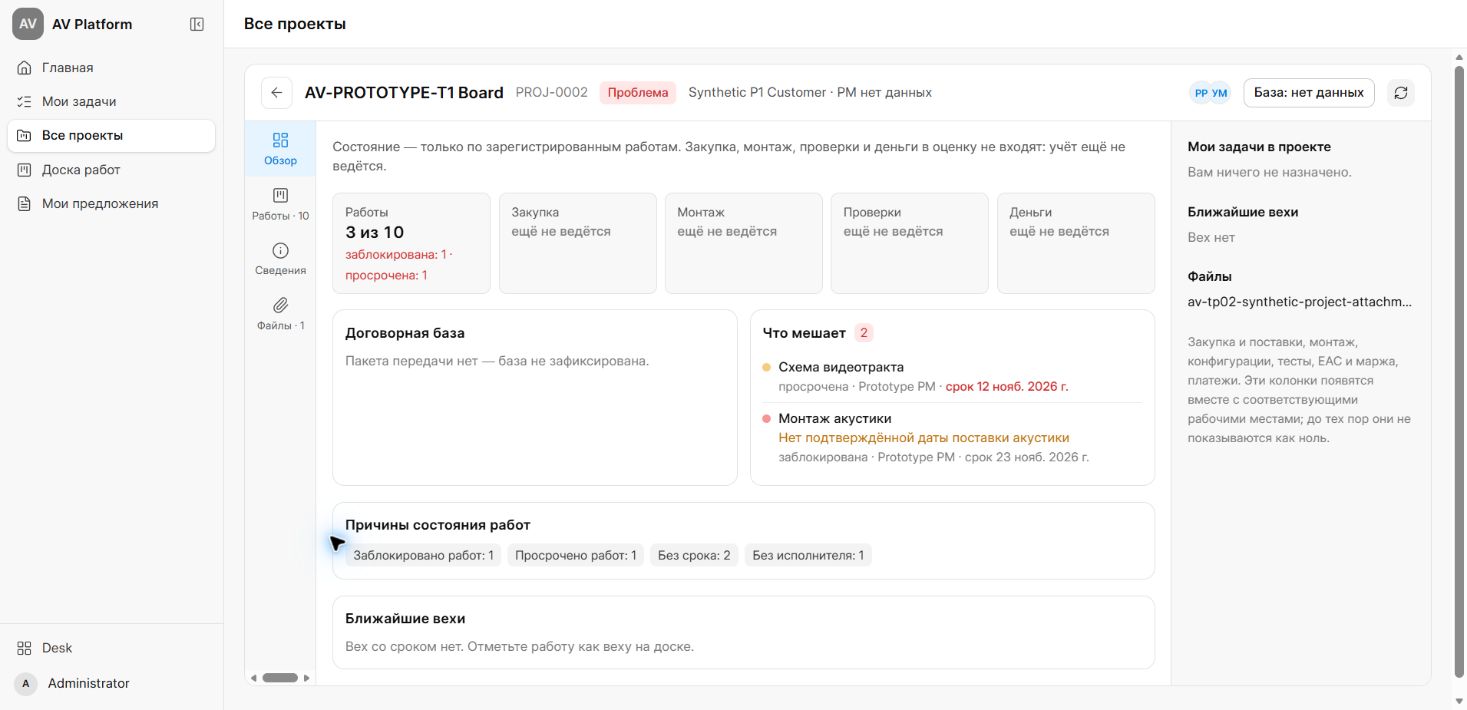 AV AV Platform
Главная
Мои задачи
Все проекты
Доска работ
Мои предложения
Desk
A Administrator
Все проекты
AV-PROTOTYPE-T1 Board PROJ-0002 Проблема Synthetic P1 Customer · PM нет данных
PP УМ База: нет данных
Обзор
Работы · 10
Сведения
Файлы · 1
Состояние — только по зарегистрированным работам. Закупка, монтаж, проверки и деньги в оценку не входят: учёт ещё не
ведётся.
Работы
3 из 10
заблокирована: 1 ·
просрочена: 1
Закупка
ещё не ведётся
Монтаж
ещё не ведётся
Проверки
ещё не ведётся
Деньги
ещё не ведётся
Договорная база
Пакета передачи нет — база не зафиксирована.
Что мешает 2
Схема видеотракта
просрочена · Prototype PM · срок 12 нояб. 2026 г.
Монтаж акустики
Нет подтверждённой даты поставки акустики
заблокирована · Prototype PM · срок 23 нояб. 2026 г.
Причины состояния работ
Заблокировано работ: 1 Просрочено работ: 1 Без срока: 2 Без исполнителя: 1
Ближайшие вехи
Вех со сроком нет. Отметьте работу как веху на доске.
Мои задачи в проекте
Вам ничего не назначено.
Ближайшие вехи
Вех нет
Файлы
av-tp02-synthetic-project-attachm...
Закупка и поставки, монтаж,
конфигурации, тесты, EAC и маржа,
платежи. Эти колонки появятся
вместе с соответствующими
рабочими местами; до тех пор они не
показываются как ноль.